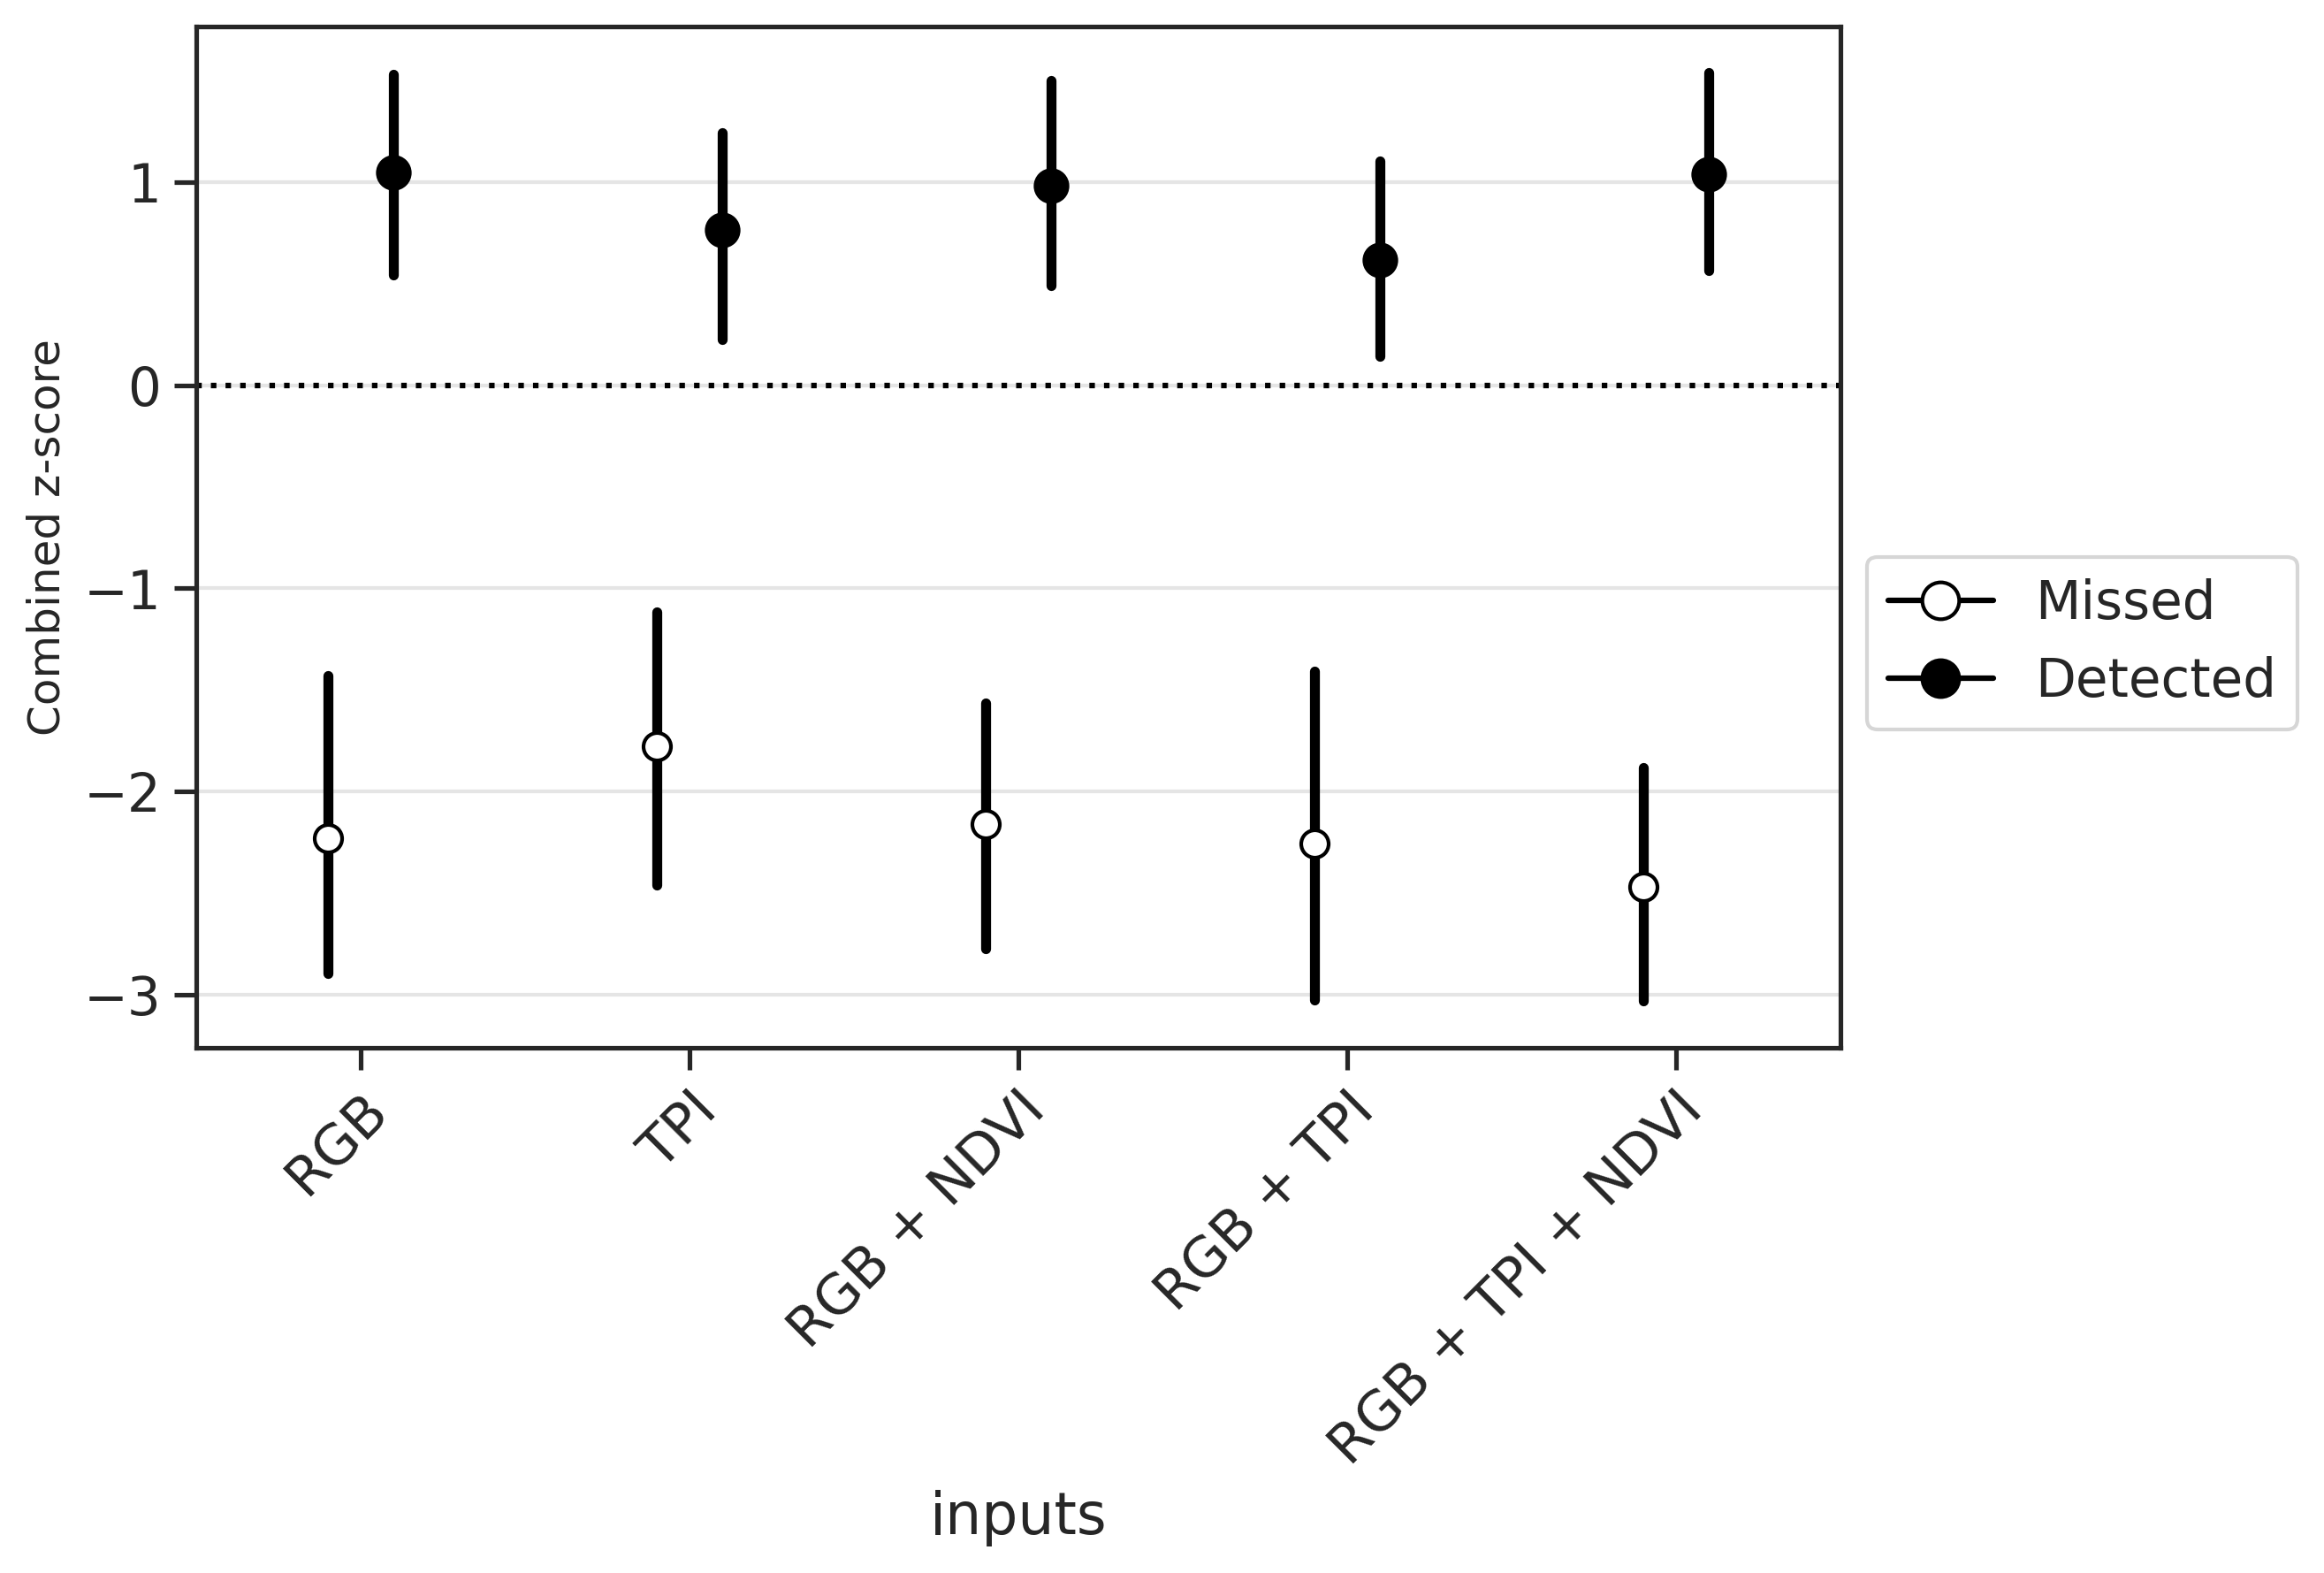 Combined z-score
1
0
−1
−2
−3
RGB
TPI
RGB + NDVI
RGB + TPI
RGB + TPI + NDVI
inputs
Missed
Detected